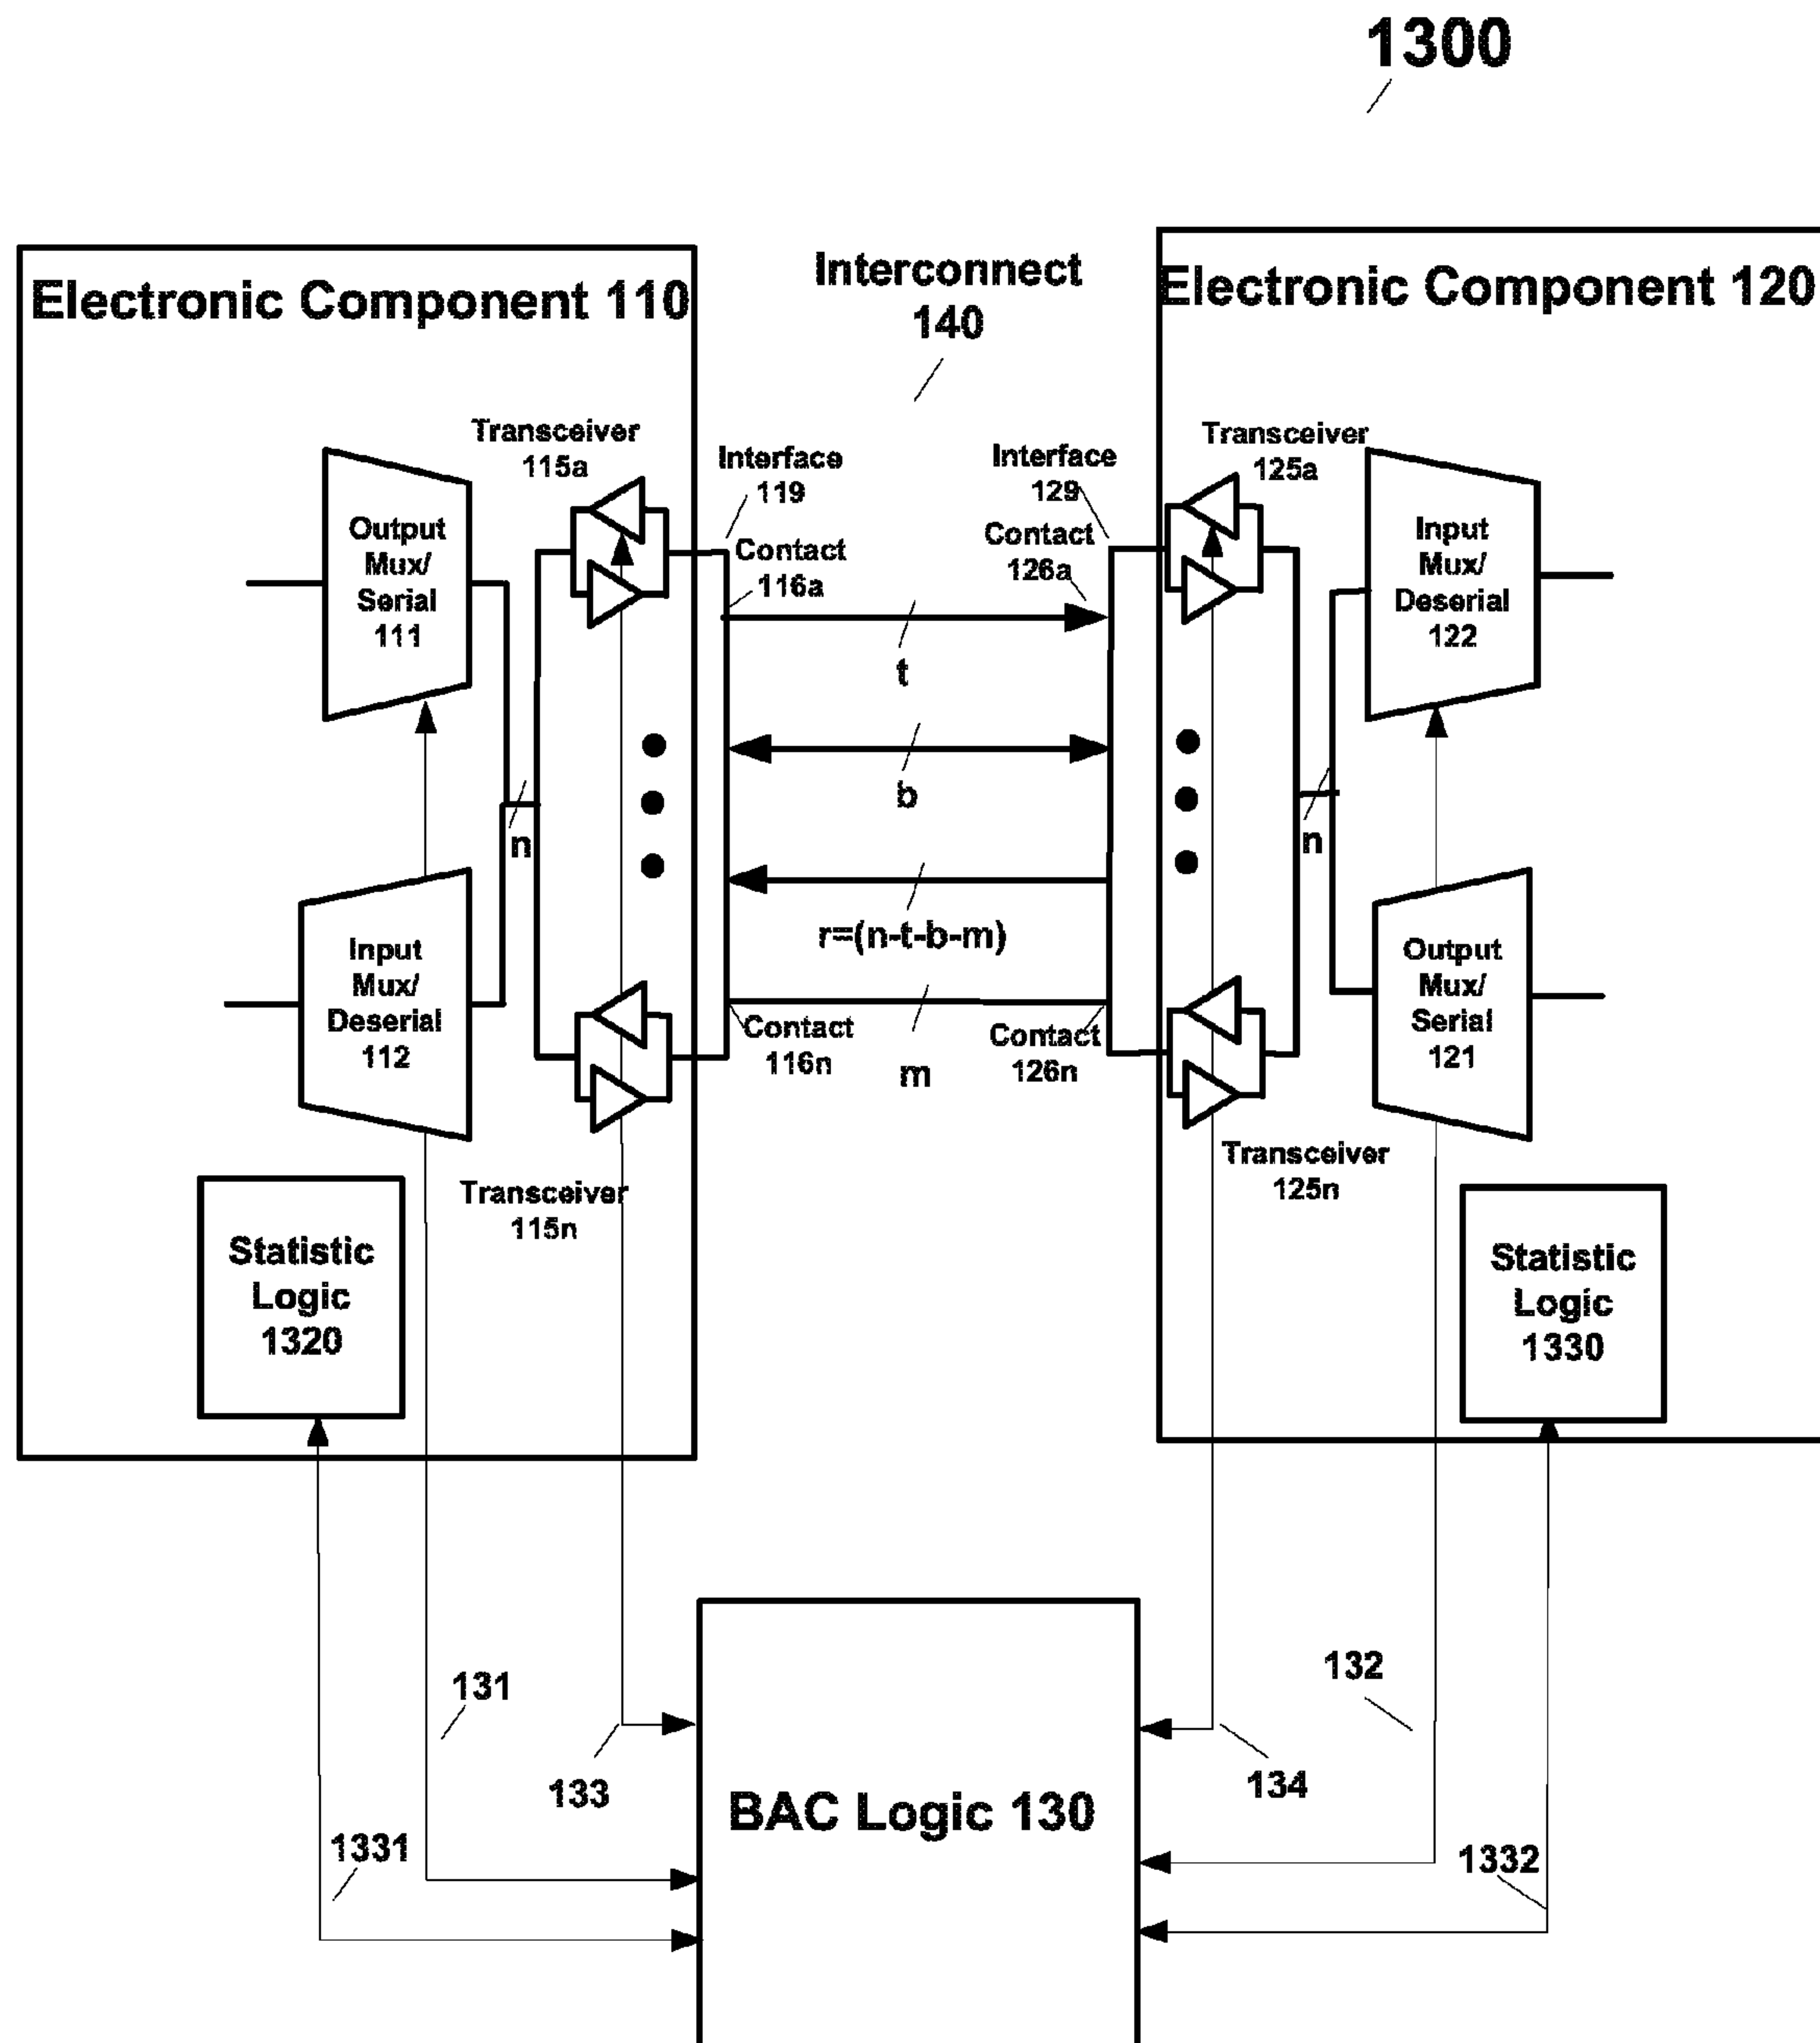 1300
Electronic Component 110
Interconnect
140
Electronic Component 120
Transceiver
115a
Interface
119
Interface
129
Transceiver
125a
Output
Mux/
Serial
111
Contact
116a
Contact
126a
Input
Mux/
Deserial
122
t
b
n
n
r=(n-t-b-m)
Input
Mux/
Deserial
112
Contact
116n
m
Contact
126n
Output
Mux/
Serial
121
Transceiver
115n
Transceiver
125n
Statistic
Logic
1320
Statistic
Logic
1330
131
132
133
134
BAC Logic 130
1331
1332